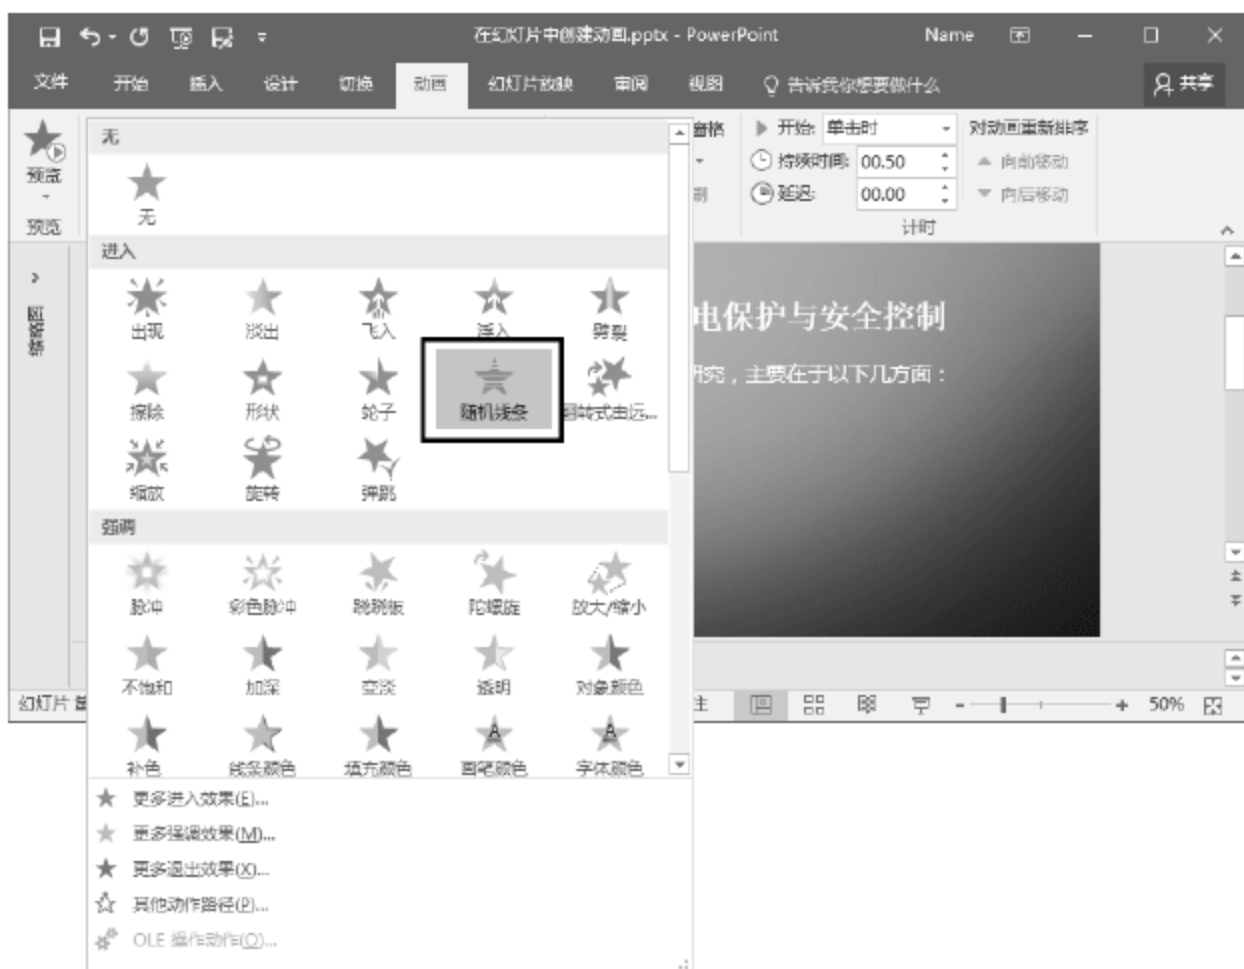 在幻灯片中创建动画.pptx - PowerPoint Name
文件 开始 插入 设计 切换 动画 幻灯片放映 审阅 视图 告诉我你想要做什么 共享
无 窗格 开始: 单击时 对动画重新排序
预览 无 持续时间: 00.50 向前移动
延迟: 00.00 向后移动
预览 计时
进入
缩略图
出现 淡出 飞入 浮入 劈裂
电保护与安全控制
研究，主要在于以下几方面：
擦除 形状 轮子 随机线条 翻转式由远...
缩放 旋转 弹跳
强调
脉冲 彩色脉冲 跷跷板 陀螺旋 放大/缩小
不饱和 加深 变淡 透明 对象颜色
幻灯片 50%
补色 线条颜色 填充颜色 画笔颜色 字体颜色
更多进入效果(E)...
更多强调效果(M)...
更多退出效果(X)...
其他动作路径(P)...
OLE 操作动作(O)...